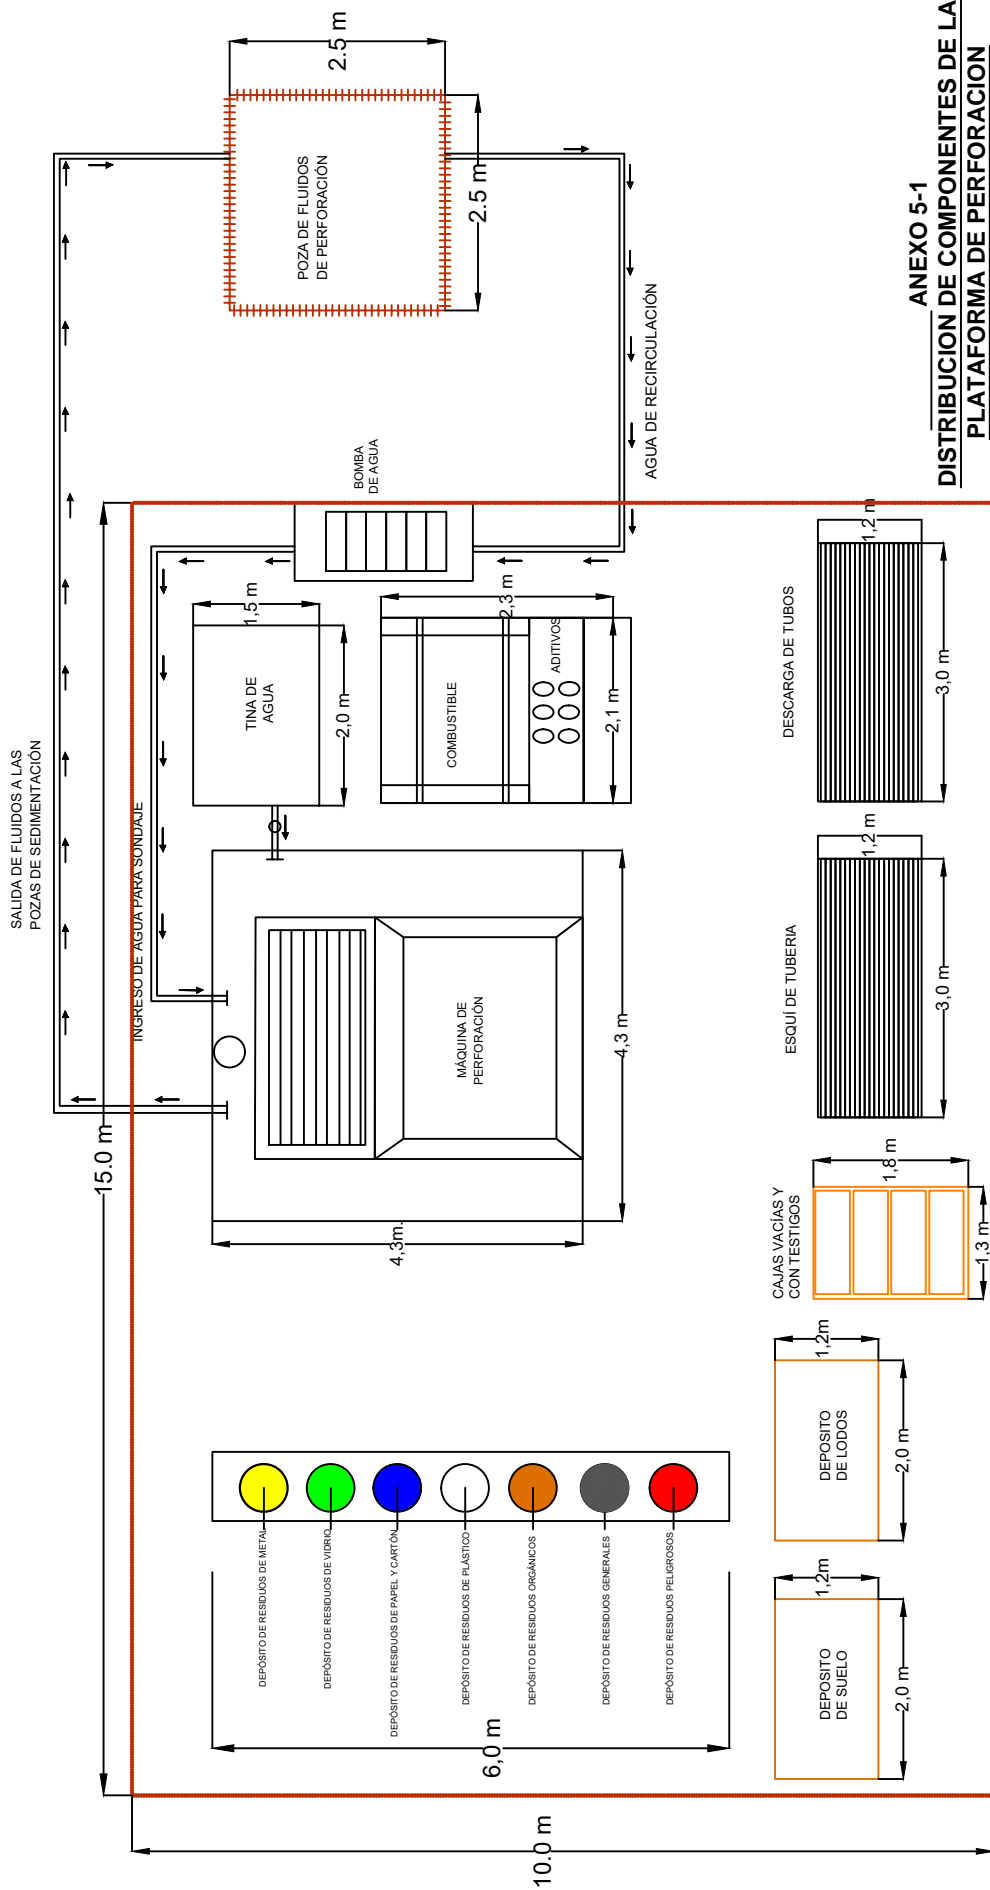 ANEXO 5-1
DISTRIBUCION DE COMPONENTES DE LA
PLATAFORMA DE PERFORACION
SALIDA DE FLUIDOS A LAS
POZAS DE SEDIMENTACIÓN
INGRESO DE AGUA PARA SONDAJE
15.0 m
10.0 m
2.5 m
2.5 m
POZA DE FLUIDOS
DE PERFORACIÓN
AGUA DE RECIRCULACIÓN
BOMBA
DE AGUA
TINA DE
AGUA
1,5 m
2,0 m
COMBUSTIBLE
ADITIVOS
2,3 m
2,1 m
MÁQUINA DE
PERFORACIÓN
4,3 m
4,3m.
DESCARGA DE TUBOS
1,2 m
3,0 m
ESQUÍ DE TUBERIA
1,2 m
3,0 m
CAJAS VACÍAS Y
CON TESTIGOS
1,8 m
1,3 m
DEPOSITO
DE LODOS
1,2m
2,0 m
DEPOSITO
DE SUELO
1,2m
2,0 m
DEPÓSITO DE RESIDUOS DE METAL
DEPÓSITO DE RESIDUOS DE VIDRIO
DEPÓSITO DE RESIDUOS DE PAPEL Y CARTÓN
DEPÓSITO DE RESIDUOS DE PLÁSTICO
DEPÓSITO DE RESIDUOS ORGÁNICOS
DEPÓSITO DE RESIDUOS GENERALES
DEPÓSITO DE RESIDUOS PELIGROSOS
6,0 m